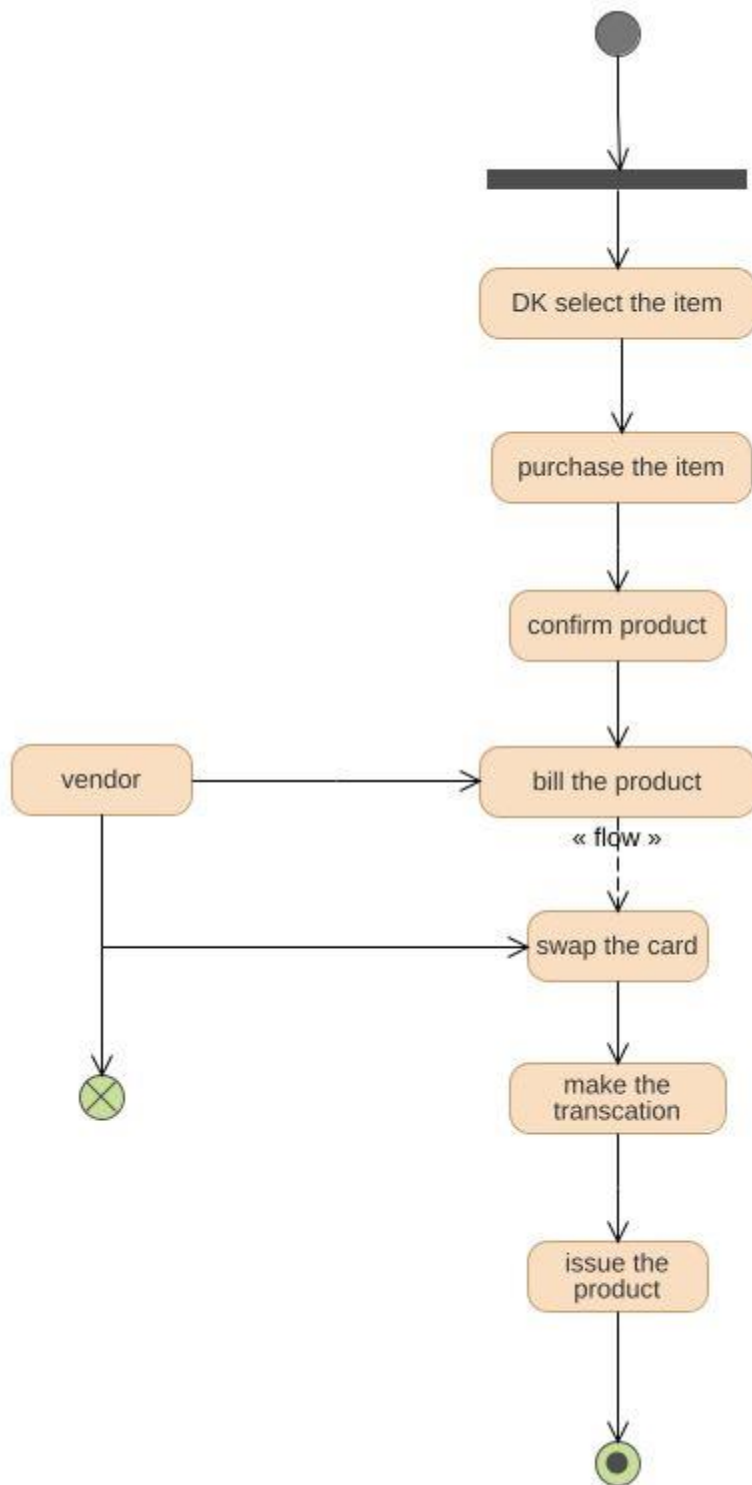 DK select the item
purchase the item
confirm product
vendor
bill the product
« flow »
swap the card
make the
transcation
issue the
product